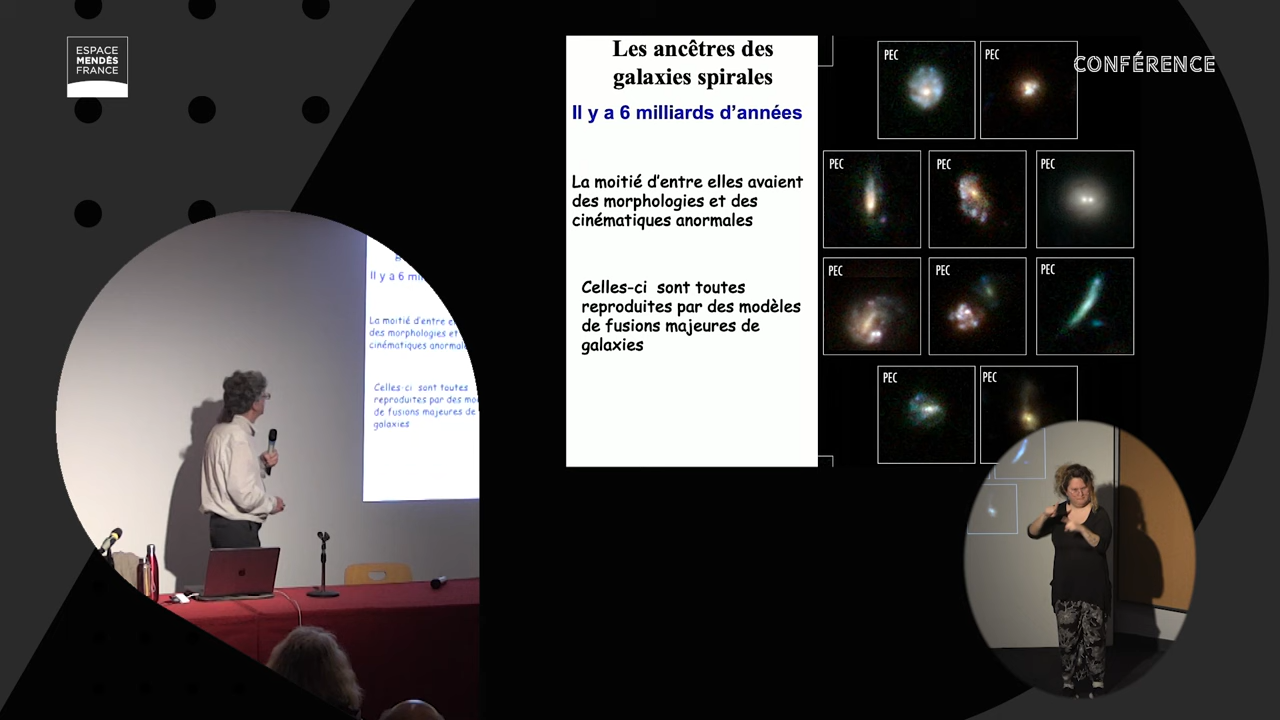 ESPACE
MENDÈS
FRANCE
CONFÉRENCE
Les ancêtres des
galaxies spirales
Il y a 6 milliards d'années
La moitié d'entre elles avaient
des morphologies et des
cinématiques anormales
Celles-ci sont toutes
reproduites par des modèles
de fusions majeures de
galaxies
PEC
PEC
PEC
PEC
PEC
PEC
PEC
PEC
PEC
PEC
Il y a 6
La moitié d'entre
des morphologies et
cinématiques
Celles-ci sont toutes
reproduites par des
de fusions majeures de
galaxies